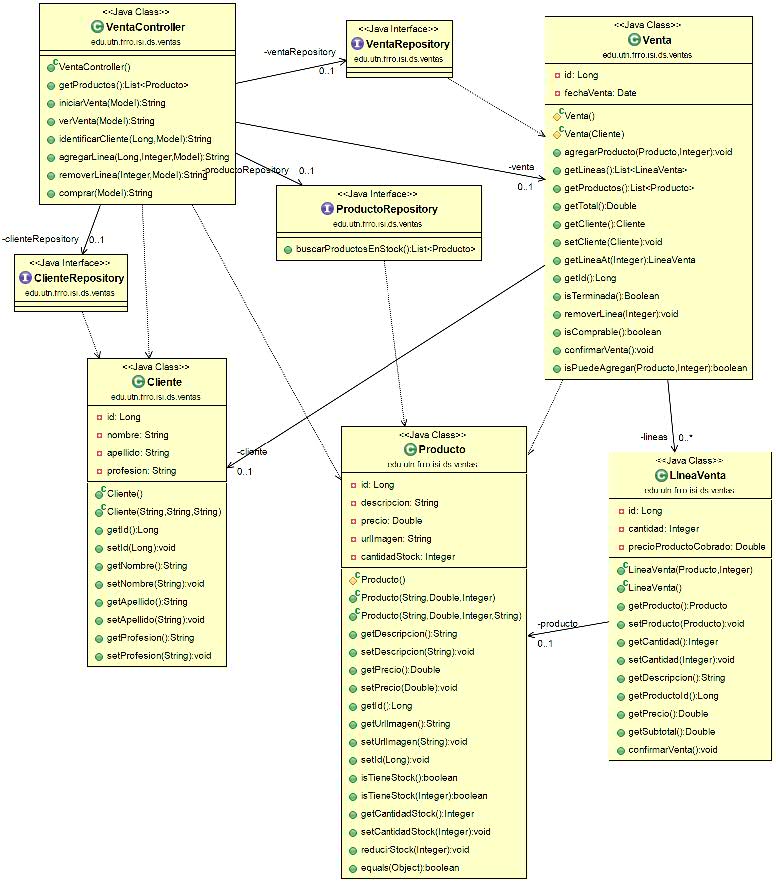 <<Java Class>>
VentaController
edu.utn.frro.isi.ds.ventas
VentaController()
getProductos():List<Producto>
iniciarVenta(Model):String
verVenta(Model):String
identificarCliente(Long,Model):String
agregarLinea(Long,Integer,Model):String
removerLinea(Integer,Model):String
comprar(Model):String
-ventaRepository
0..1
<<Java Interface>>
VentaRepository
edu.utn.frro.isi.ds.ventas
<<Java Class>>
Venta
edu.utn.frro.isi.ds.ventas
id: Long
fechaVenta: Date
Venta()
Venta(Cliente)
agregarProducto(Producto,Integer):void
getLineas():List<LineaVenta>
getProductos():List<Producto>
getTotal():Double
getCliente():Cliente
setCliente(Cliente):void
getLineaAt(Integer):LineaVenta
getId():Long
isTerminada():Boolean
removerLinea(Integer):void
isComprable():boolean
confirmarVenta():void
isPuedeAgregar(Producto,Integer):boolean
-venta
0..1
-productoRepository
0..1
<<Java Interface>>
ProductoRepository
edu.utn.frro.isi.ds.ventas
buscarProductosEnStock():List<Producto>
-clienteRepository
0..1
<<Java Interface>>
ClienteRepository
edu.utn.frro.isi.ds.ventas
<<Java Class>>
Cliente
edu.utn.frro.isi.ds.ventas
id: Long
nombre: String
apellido: String
profesion: String
Cliente()
Cliente(String,String,String)
getId():Long
setId(Long):void
getNombre():String
setNombre(String):void
getApellido():String
setApellido(String):void
getProfesion():String
setProfesion(String):void
-cliente
0..1
<<Java Class>>
Producto
edu.utn.frro.isi.ds.ventas
id: Long
descripcion: String
precio: Double
urlImagen: String
cantidadStock: Integer
Producto()
Producto(String,Double,Integer)
Producto(String,Double,Integer,String)
getDescripcion():String
setDescripcion(String):void
getPrecio():Double
setPrecio(Double):void
getId():Long
getUrlImagen():String
setUrlImagen(String):void
setId(Long):void
isTieneStock():boolean
isTieneStock(Integer):boolean
getCantidadStock():Integer
setCantidadStock(Integer):void
reducirStock(Integer):void
equals(Object):boolean
-lineas
0..*
<<Java Class>>
LineaVenta
edu.utn.frro.isi.ds.ventas
id: Long
cantidad: Integer
precioProductoCobrado: Double
LineaVenta(Producto,Integer)
LineaVenta()
getProducto():Producto
setProducto(Producto):void
getCantidad():Integer
setCantidad(Integer):void
getDescripcion():String
getProductoId():Long
getPrecio():Double
getSubtotal():Double
confirmarVenta():void
-producto
0..1